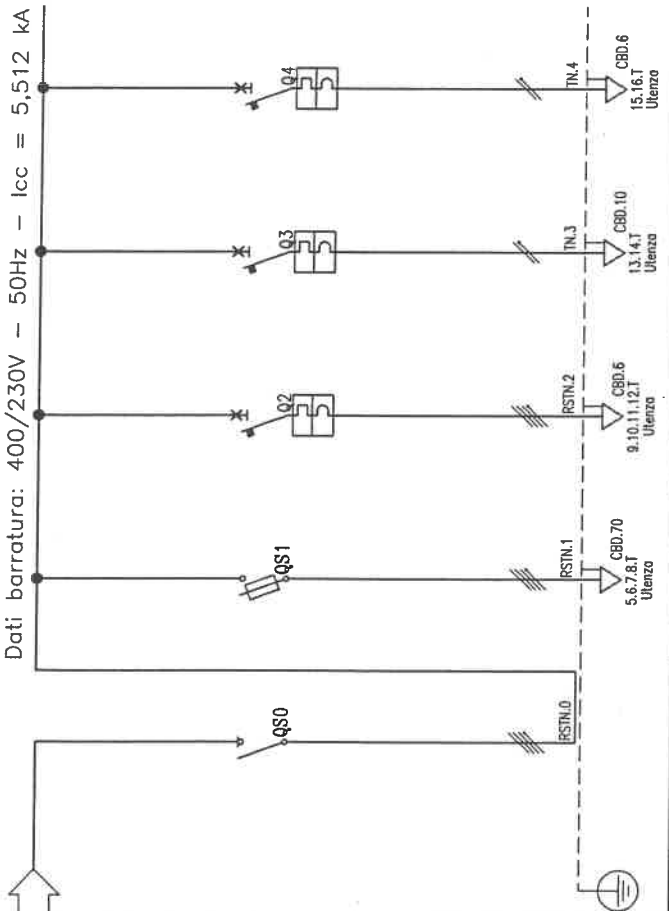 Dati barratura: 400/230V – 50Hz – Icc = 5,512 kA
QS0
QS1
Q2
Q3
Q4
RSTN.0
RSTN.1
RSTN.2
TN.3
TN.4
CBD.70
5.6.7.8.T
Utenza
CBD.6
9.10.11.12.T
Utenza
CBD.10
13.14.T
Utenza
CBD.6
15.16.T
Utenza